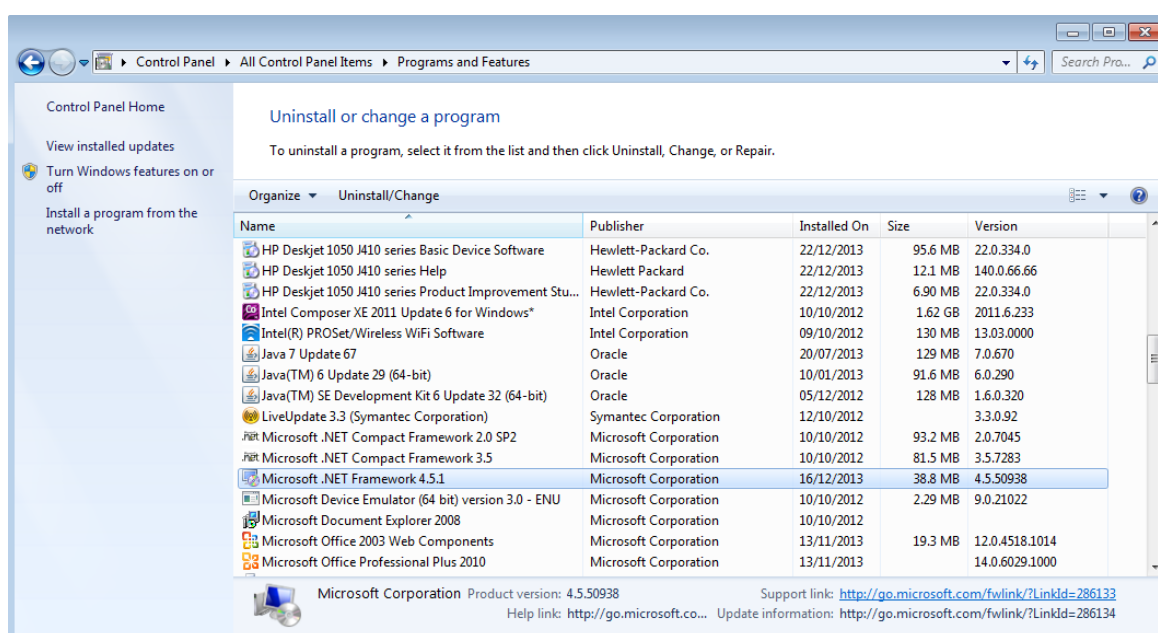 Control Panel All Control Panel Items Programs and Features Search Pro...
Control Panel Home
View installed updates
Turn Windows features on or
off
Install a program from the
network
Uninstall or change a program
To uninstall a program, select it from the list and then click Uninstall, Change, or Repair.
Organize Uninstall/Change
Name Publisher Installed On Size Version
HP Deskjet 1050 J410 series Basic Device Software Hewlett-Packard Co. 22/12/2013 95.6 MB 22.0.334.0
HP Deskjet 1050 J410 series Help Hewlett Packard 22/12/2013 12.1 MB 140.0.66.66
HP Deskjet 1050 J410 series Product Improvement Stu... Hewlett-Packard Co. 22/12/2013 6.90 MB 22.0.334.0
Intel Composer XE 2011 Update 6 for Windows* Intel Corporation 10/10/2012 1.62 GB 2011.6.233
Intel(R) PROSet/Wireless WiFi Software Intel Corporation 09/10/2012 130 MB 13.03.0000
Java 7 Update 67 Oracle 20/07/2013 129 MB 7.0.670
Java(TM) 6 Update 29 (64-bit) Oracle 10/01/2013 91.6 MB 6.0.290
Java(TM) SE Development Kit 6 Update 32 (64-bit) Oracle 05/12/2012 128 MB 1.6.0.320
LiveUpdate 3.3 (Symantec Corporation) Symantec Corporation 12/10/2012 3.3.0.92
Microsoft .NET Compact Framework 2.0 SP2 Microsoft Corporation 10/10/2012 93.2 MB 2.0.7045
Microsoft .NET Compact Framework 3.5 Microsoft Corporation 10/10/2012 81.5 MB 3.5.7283
Microsoft .NET Framework 4.5.1 Microsoft Corporation 16/12/2013 38.8 MB 4.5.50938
Microsoft Device Emulator (64 bit) version 3.0 - ENU Microsoft Corporation 10/10/2012 2.29 MB 9.0.21022
Microsoft Document Explorer 2008 Microsoft Corporation 10/10/2012
Microsoft Office 2003 Web Components Microsoft Corporation 13/11/2013 19.3 MB 12.0.4518.1014
Microsoft Office Professional Plus 2010 Microsoft Corporation 13/11/2013 14.0.6029.1000
Microsoft Corporation Product version: 4.5.50938 Support link: http://go.microsoft.com/fwlink/?LinkId=286133
Help link: http://go.microsoft.co... Update information: http://go.microsoft.com/fwlink/?LinkId=286134